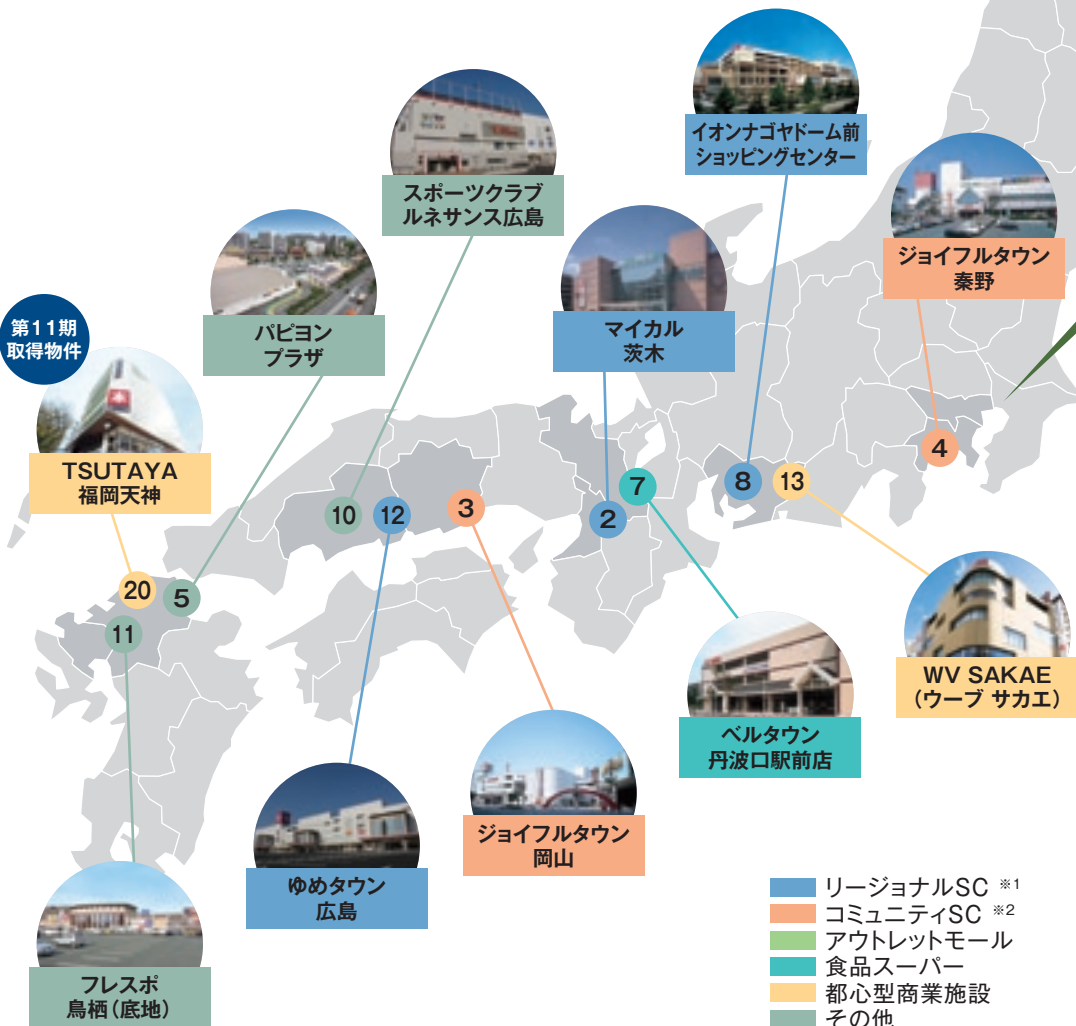 イオンナゴヤドーム前
ショッピングセンター
スポーツクラブ
ルネサンス広島
ジョイフルタウン
秦野
パピヨン
プラザ
マイカル
茨木
第11期
取得物件
TSUTAYA
福岡天神
4
7
8
13
3
2
10
12
20
5
11
WV SAKAE
(ウーブ サカエ)
ベルタウン
丹波口駅前店
ジョイフルタウン
岡山
ゆめタウン
広島
フレスポ
鳥栖(底地)
リージョナルSC ※1
コミュニティSC ※2
アウトレットモール
食品スーパー
都心型商業施設
その他